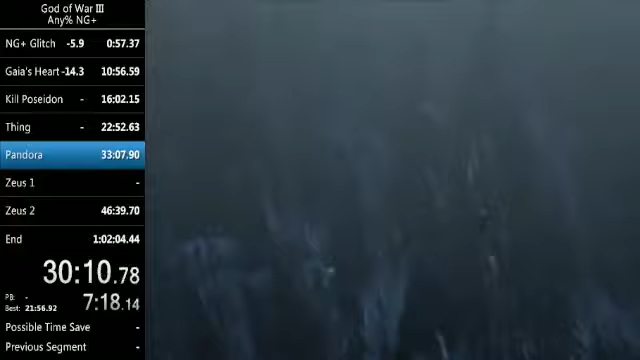 God of War III
Any% NG+
NG+ Glitch -5.9 0:57.37
Gaia's Heart -14.3 10:56.59
Kill Poseidon - 16:02.15
Thing - 22:52.63
Pandora 33:07.90
Zeus 1 -
Zeus 2 46:39.70
End 1:02:04.44
30:10.78
PB: -
Best: 21:56.92 7:18.14
Possible Time Save -
Previous Segment -